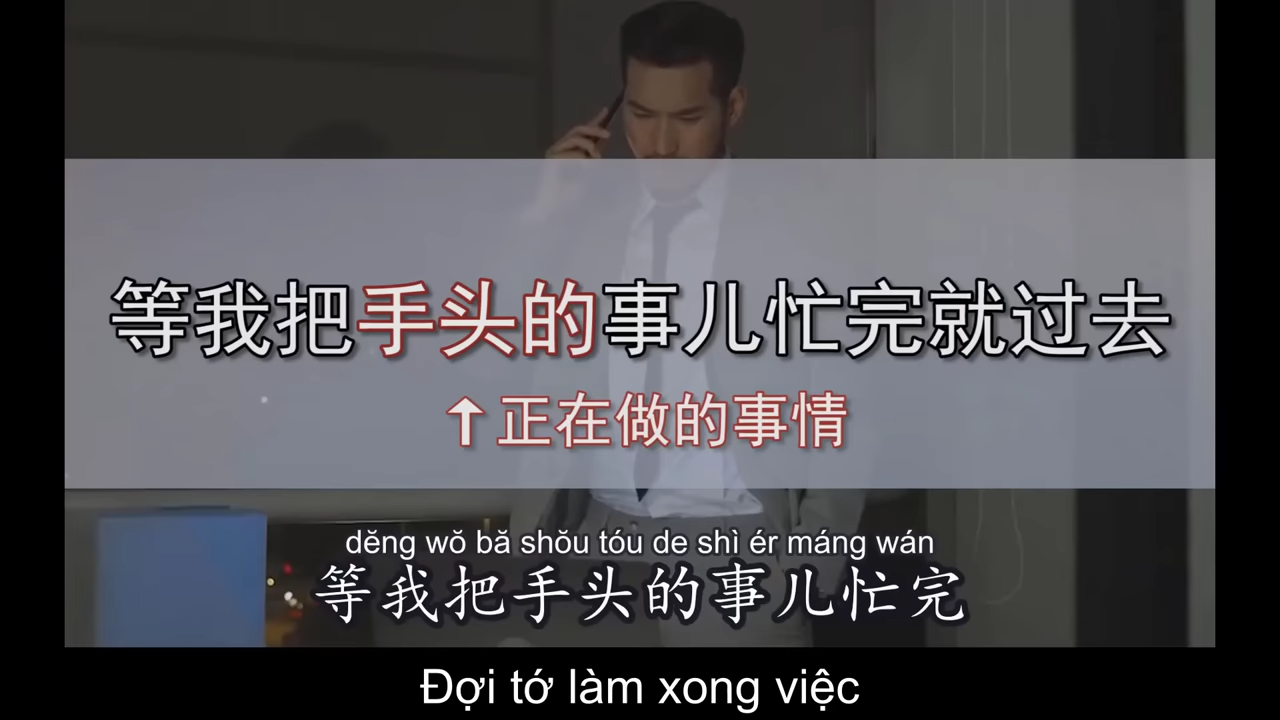 等我把手头的事儿忙完就过去
↑正在做的事情
děng wǒ bǎ shǒu tóu de shì ér máng wán
等我把手头的事儿忙完
Đợi tớ làm xong việc